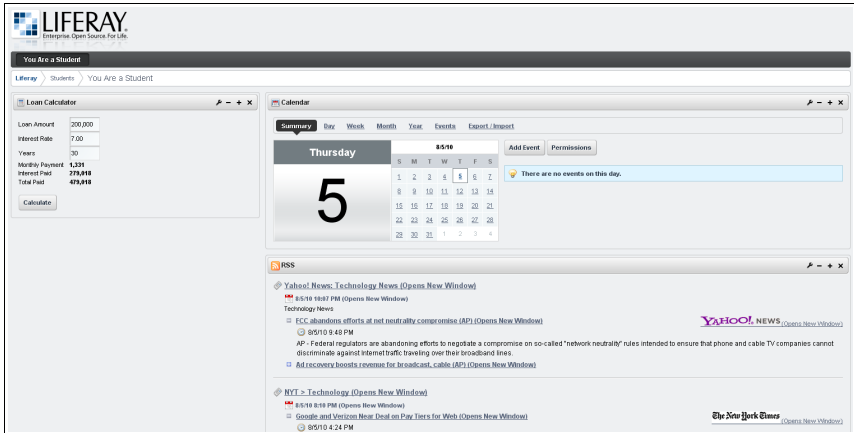 LIFERAY.
Enterprise. Open Source. For Life.
You Are a Student
Liferay Students You Are a Student
Loan Calculator
Loan Amount 200,000
Interest Rate 7.00
Years 30
Monthly Payment 1,331
Interest Paid 279,018
Total Paid 479,018
Calculate
Calendar
Summary Day Week Month Year Events Export / Import
Thursday
5
8/5/10
S M T W T F S
1 2 3 4 5 6 7
8 9 10 11 12 13 14
15 16 17 18 19 20 21
22 23 24 25 26 27 28
29 30 31 1 2 3 4
Add Event Permissions
There are no events on this day.
RSS
Yahoo! News: Technology News (Opens New Window)
8/5/10 10:07 PM (Opens New Window)
Technology News
FCC abandons efforts at net neutrality compromise (AP) (Opens New Window)
YAHOO! NEWS (Opens New Window)
8/5/10 9:48 PM
AP - Federal regulators are abandoning efforts to negotiate a compromise on so-called "network neutrality" rules intended to ensure that phone and cable TV companies cannot
discriminate against Internet traffic traveling over their broadband lines.
Ad recovery boosts revenue for broadcast, cable (AP) (Opens New Window)
NYT > Technology (Opens New Window)
8/5/10 8:10 PM (Opens New Window)
Google and Verizon Near Deal on Pay Tiers for Web (Opens New Window)
The New York Times (Opens New Window)
8/5/10 4:24 PM